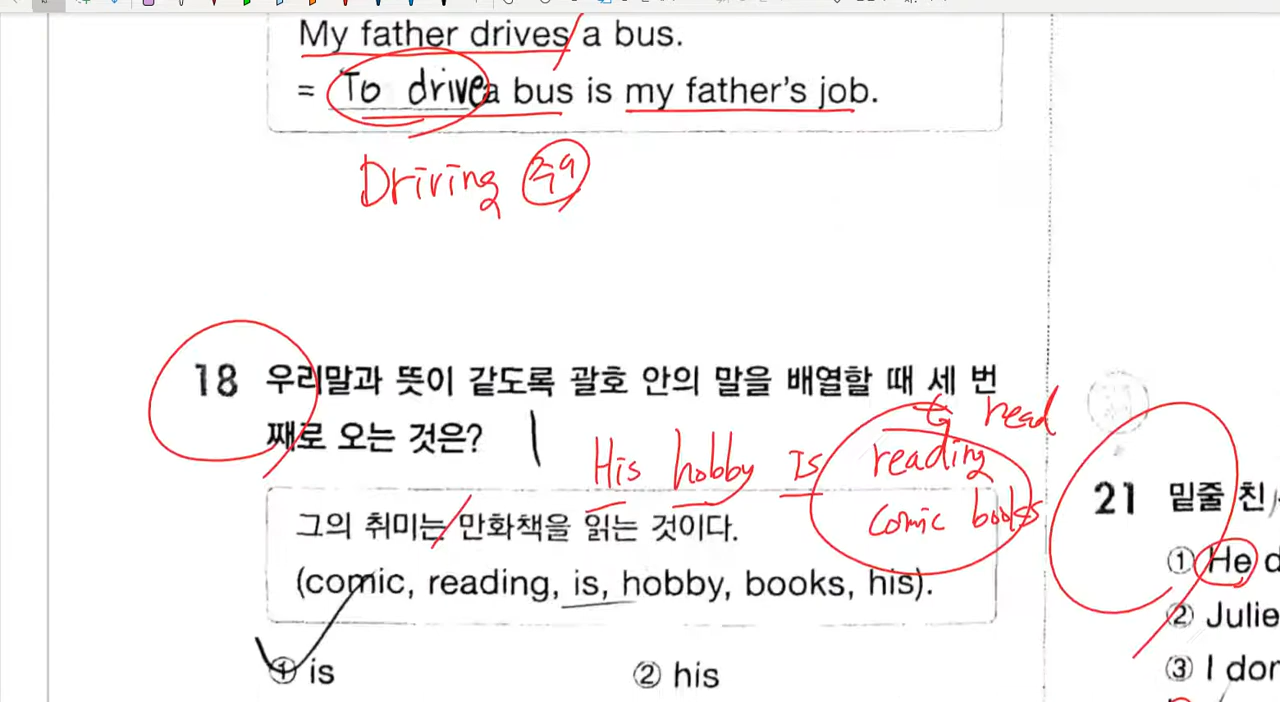 My father drives a bus.
= To drive a bus is my father's job.
Driving
18 우리말과 뜻이 같도록 괄호 안의 말을 배열할 때 세 번
째로 오는 것은?
to read
His hobby is reading
comic books
그의 취미는 만화책을 읽는 것이다.
(comic, reading, is, hobby, books, his).
① is
② his
21 밑줄 친
① He d
② Julie
③ I dor